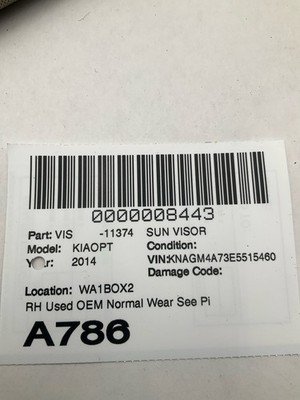 0000008443
Part: VIS -11374 SUN VISOR
Model: KIAOPT Condition:
Year: 2014 VIN:KNAGM4A73E5515460
Damage Code:
Location: WA1BOX2
RH Used OEM Normal Wear See Pi
A786